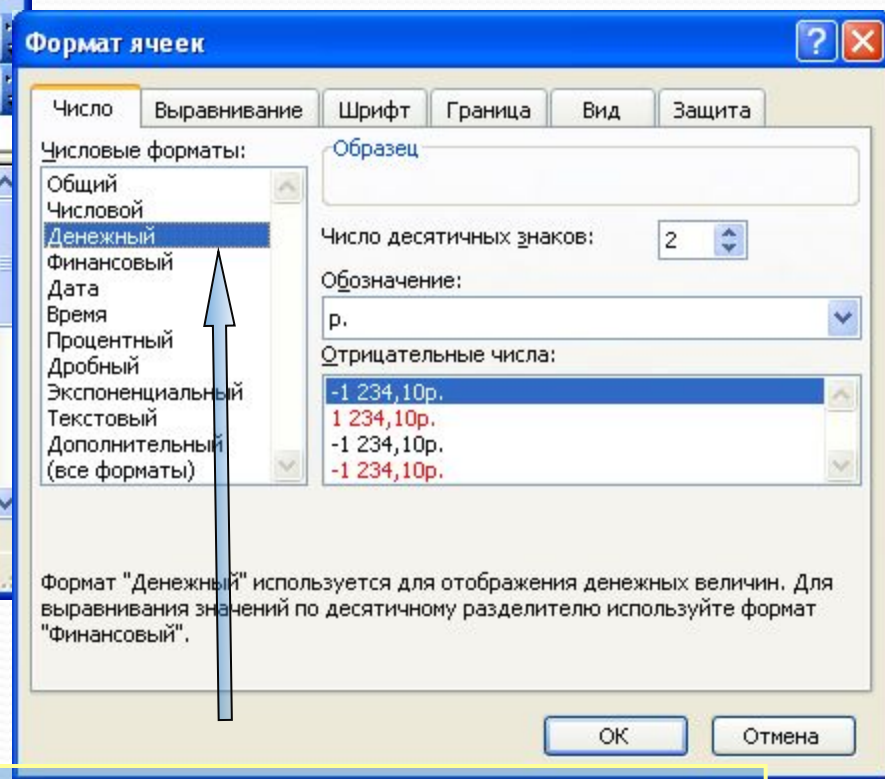 Формат ячеек
Число Выравнивание Шрифт Граница Вид Защита
Числовые форматы:
Общий
Числовой
Денежный
Финансовый
Дата
Время
Процентный
Дробный
Экспоненциальный
Текстовый
Дополнительный
(все форматы)
Образец
Число десятичных знаков: 2
Обозначение:
р.
Отрицательные числа:
-1 234,10р.
1 234,10р.
-1 234,10р.
-1 234,10р.
Формат "Денежный" используется для отображения денежных величин. Для
выравнивания значений по десятичному разделителю используйте формат
"Финансовый".
ОК Отмена